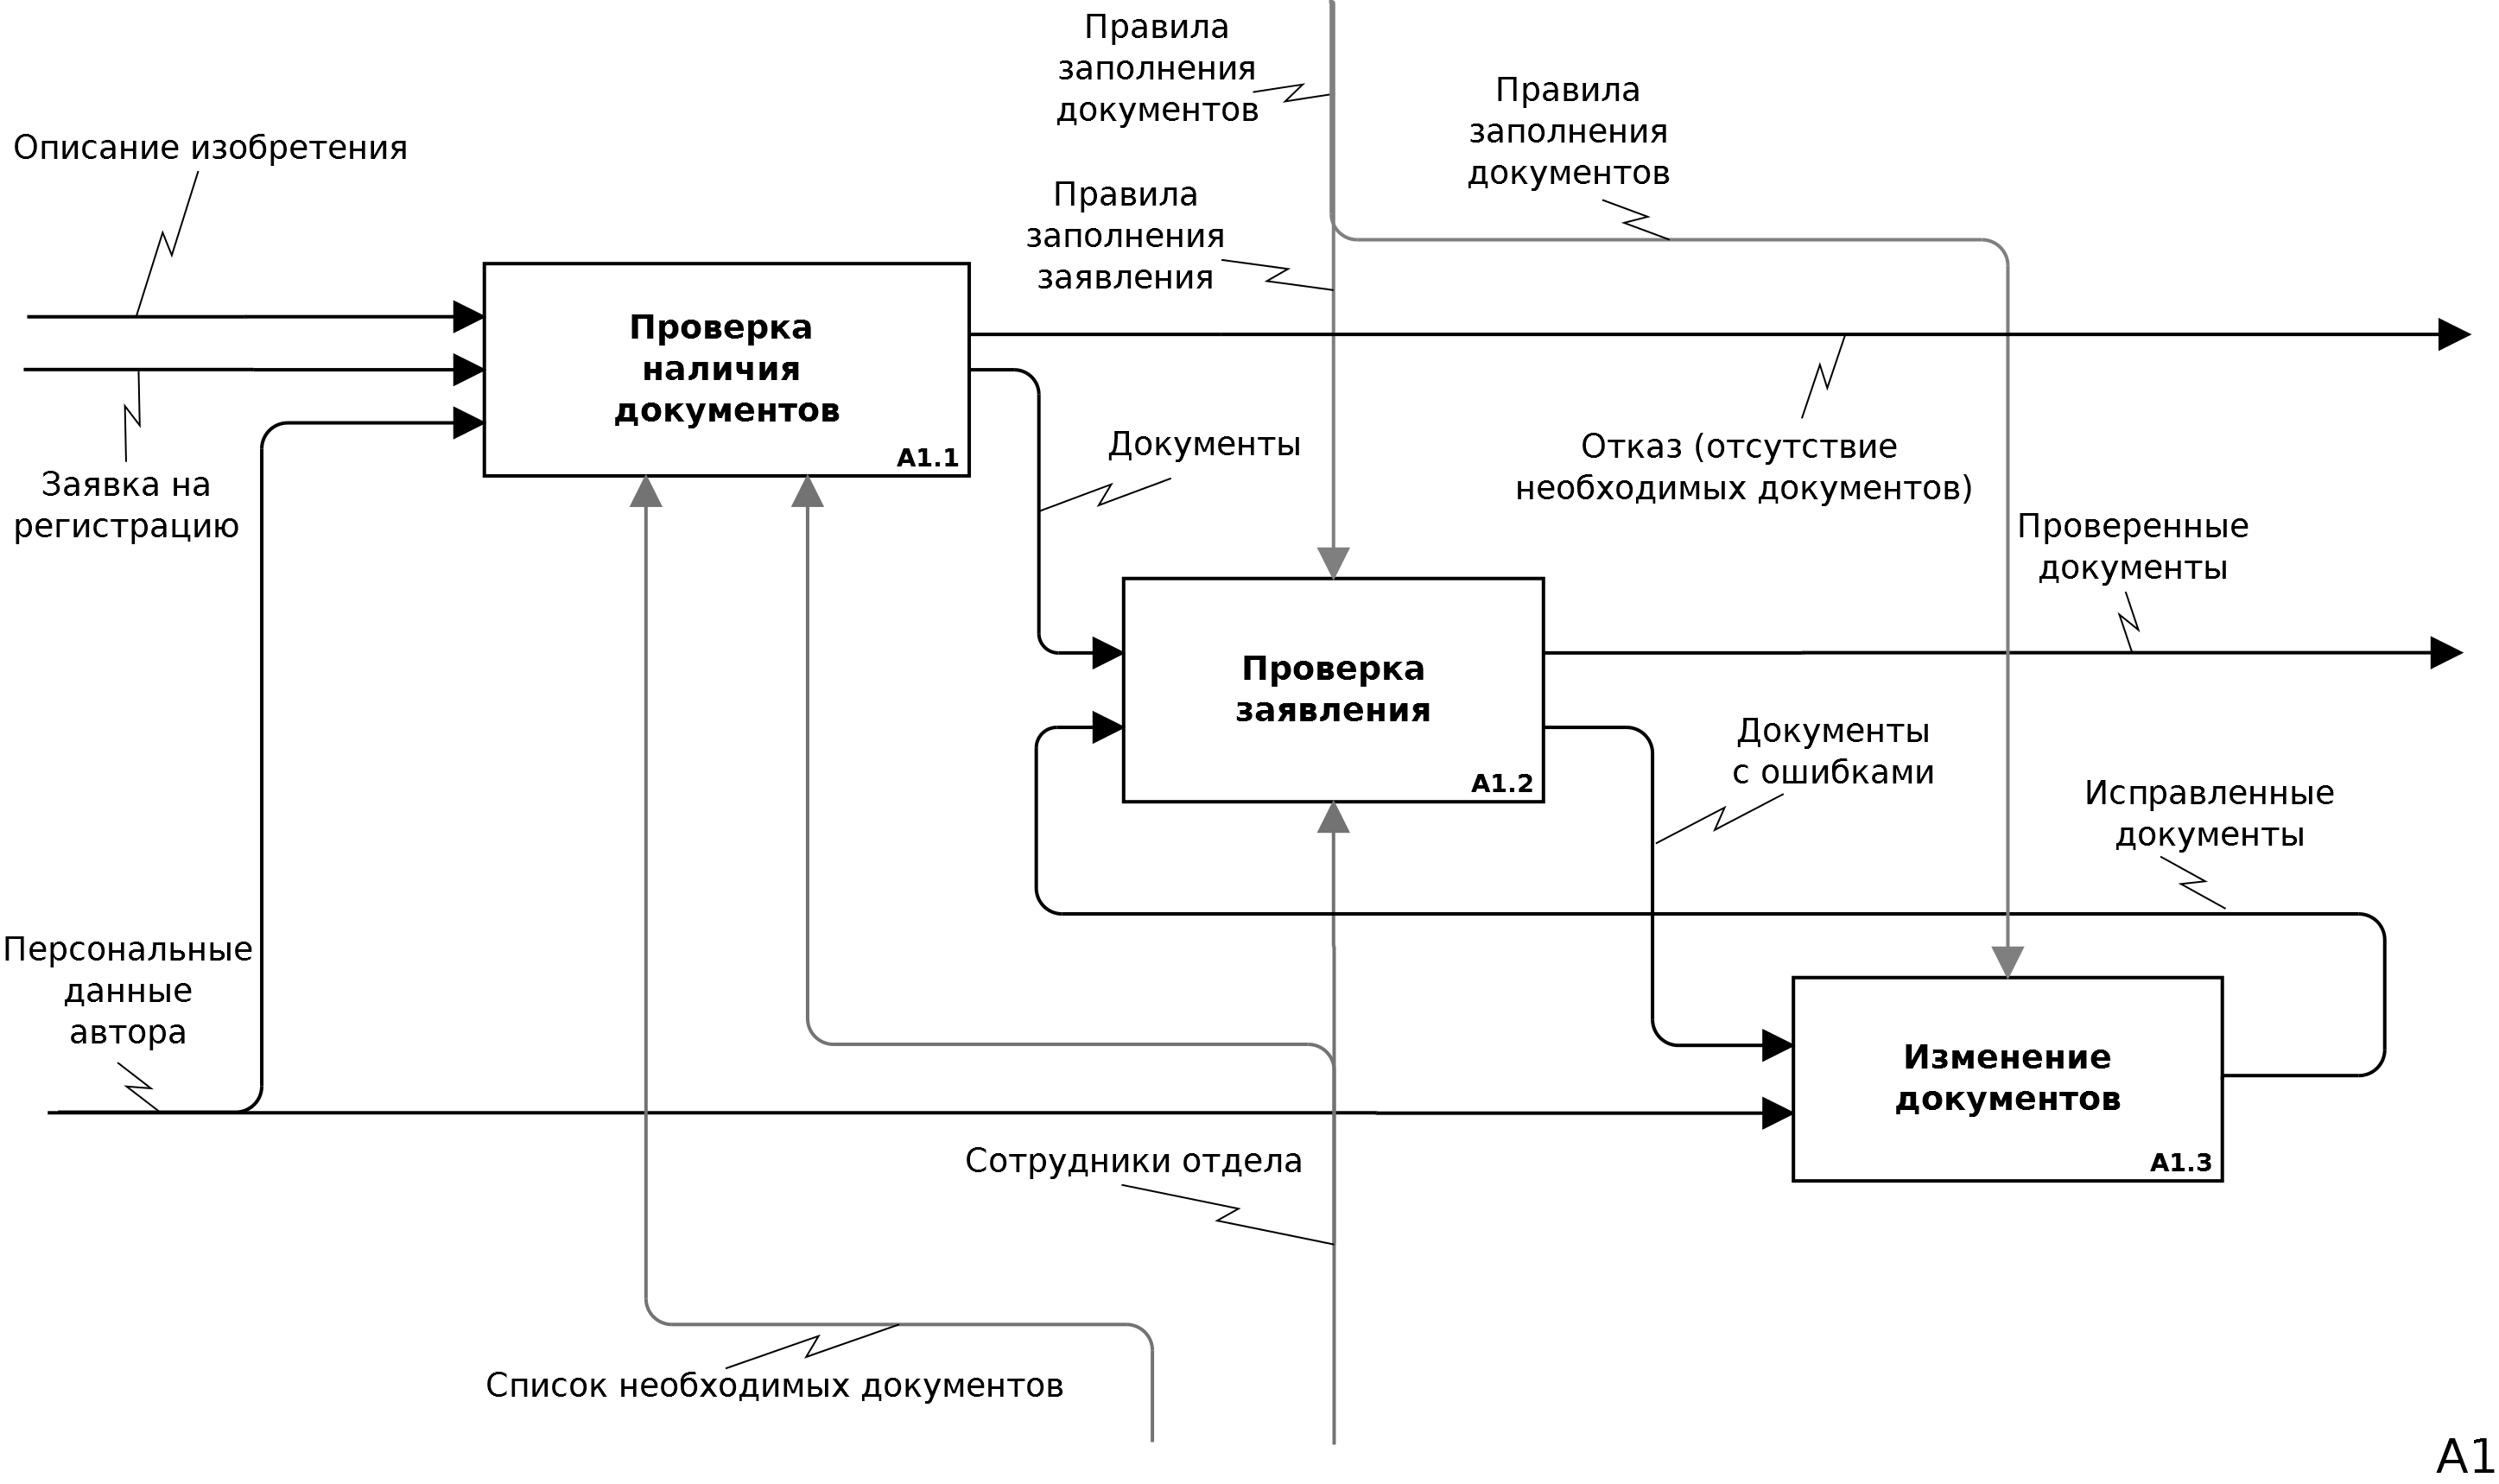 Правила
заполнения
документов
Правила
заполнения
документов
Описание изобретения
Правила
заполнения
заявления
Проверка
наличия
документов
A1.1
Документы
Отказ (отсутствие
необходимых документов)
Заявка на
регистрацию
Проверенные
документы
Проверка
заявления
A1.2
Документы
с ошибками
Исправленные
документы
Персональные
данные
автора
Изменение
документов
A1.3
Сотрудники отдела
Список необходимых документов
A1